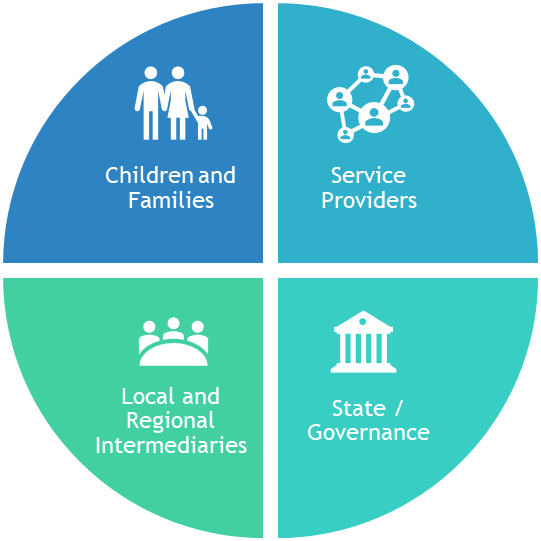 Children and
Families
Service
Providers
Local and
Regional
Intermediaries
State /
Governance